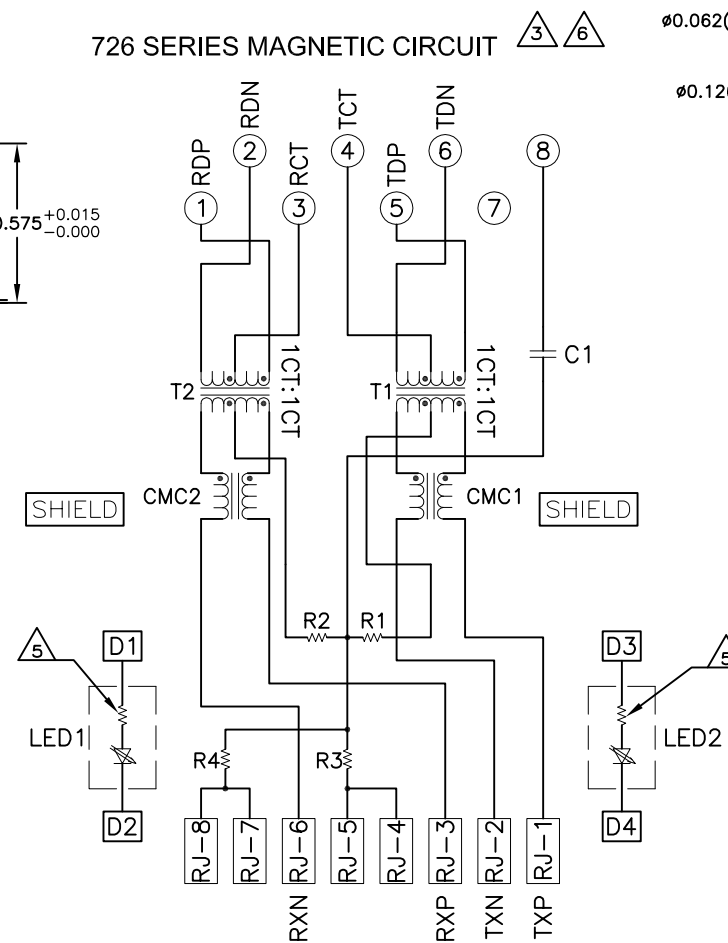 726 SERIES MAGNETIC CIRCUIT
3
6
ø0.062(
ø0.12
0.575 +0.015 -0.000
RDP
RDN
RCT
TCT
TDP
TDN
1
2
3
4
5
6
7
8
T2
1CT:1CT
T1
1CT:1CT
C1
SHIELD
CMC2
CMC1
SHIELD
R2
R1
5
D1
D3
5
LED1
LED2
R4
R3
D2
D4
RJ-8
RJ-7
RJ-6
RJ-5
RJ-4
RJ-3
RJ-2
RJ-1
RXN
RXP
TXN
TXP